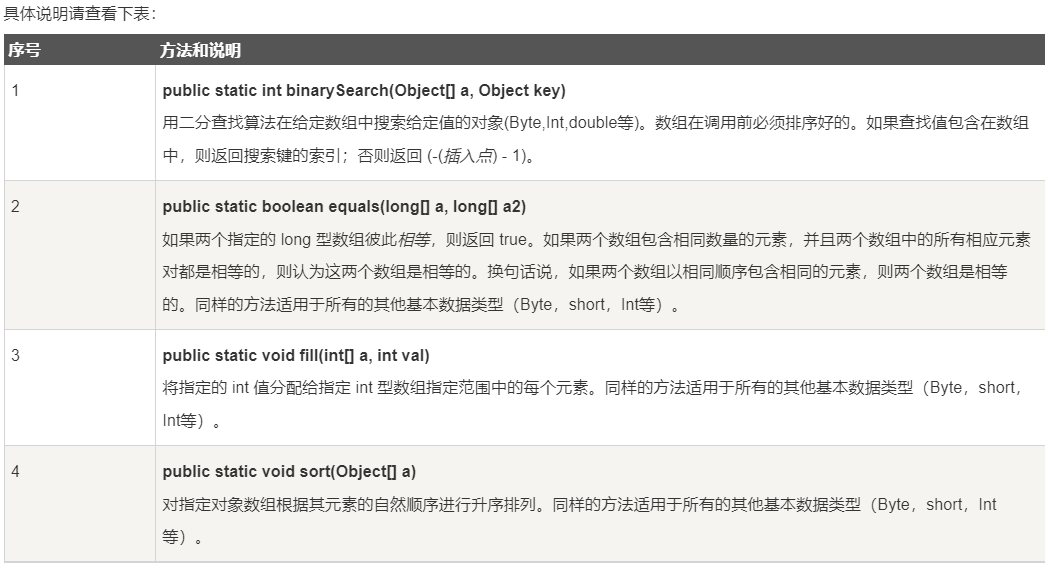 具体说明请查看下表：
序号 方法和说明
1 public static int binarySearch(Object[] a, Object key)
用二分查找算法在给定数组中搜索给定值的对象(Byte,Int,double等)。数组在调用前必须排序好的。如果查找值包含在数组
中，则返回搜索键的索引；否则返回 (-(插入点) - 1)。
2 public static boolean equals(long[] a, long[] a2)
如果两个指定的 long 型数组彼此相等，则返回 true。如果两个数组包含相同数量的元素，并且两个数组中的所有相应元素
对都是相等的，则认为这两个数组是相等的。换句话说，如果两个数组以相同顺序包含相同的元素，则两个数组是相等
的。同样的方法适用于所有的其他基本数据类型（Byte，short，Int等）。
3 public static void fill(int[] a, int val)
将指定的 int 值分配给指定 int 型数组指定范围中的每个元素。同样的方法适用于所有的其他基本数据类型（Byte，short，
Int等）。
4 public static void sort(Object[] a)
对指定对象数组根据其元素的自然顺序进行升序排列。同样的方法适用于所有的其他基本数据类型（Byte，short，Int
等）。